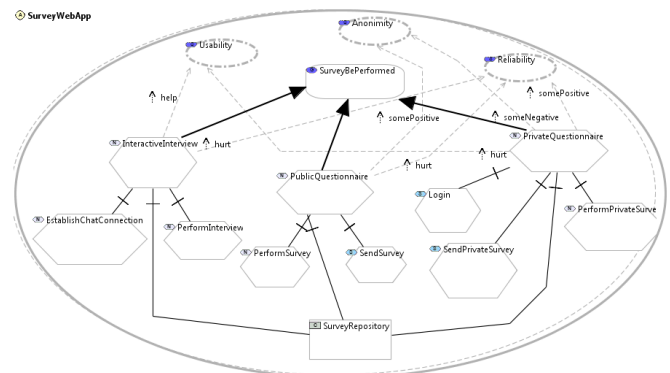 SurveyWebApp
Anonimity
Usability
Reliability
SurveyBePerformed
help
somePositive
somePositive
someNegative
InteractiveInterview
hurt
PrivateQuestionnaire
hurt
hurt
PublicQuestionnaire
Login
EstablishChatConnection
PerformInterview
PerformPrivateSurve
PerformSurvey
SendSurvey
SendPrivateSurvey
SurveyRepository